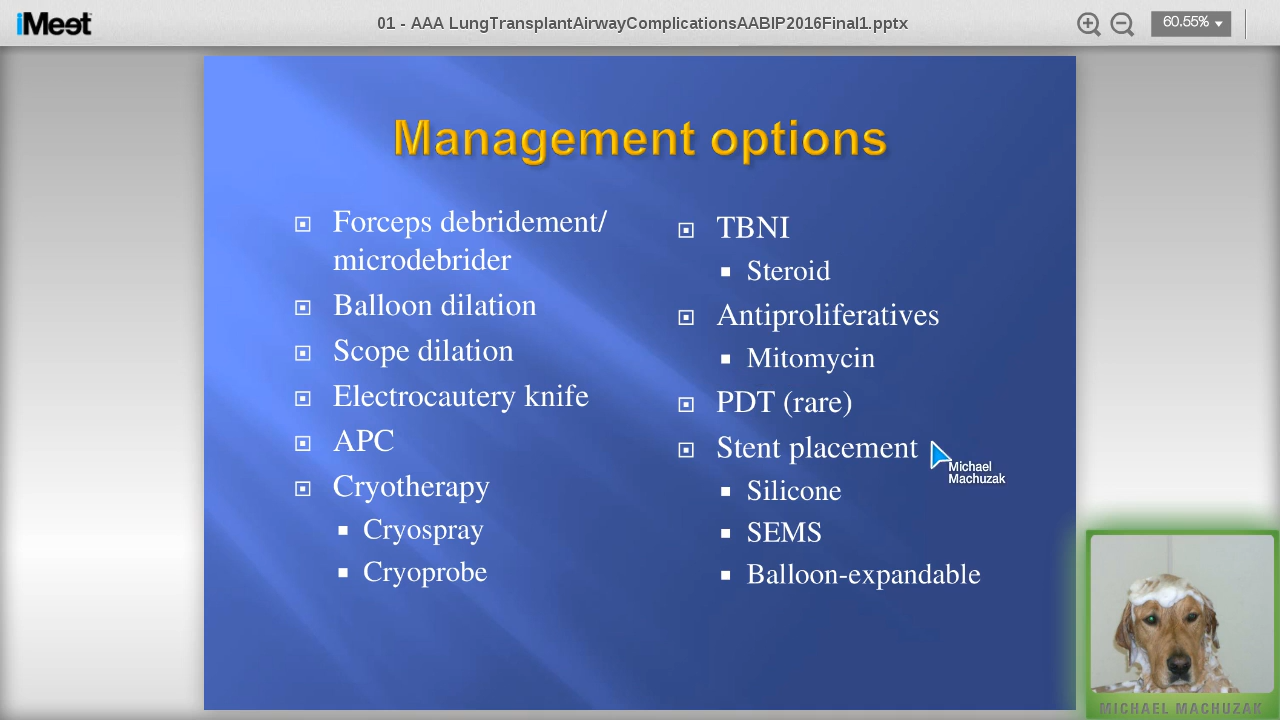 iMeet
01 - AAA LungTransplantAirwayComplicationsAABIP2016Final1.pptx
60.55%
Management options
Forceps debridement/
microdebrider
Balloon dilation
Scope dilation
Electrocautery knife
APC
Cryotherapy
Cryospray
Cryoprobe
TBNI
Steroid
Antiproliferatives
Mitomycin
PDT (rare)
Stent placement
Silicone
SEMS
Balloon-expandable
Michael
Machuzak
MICHAEL MACHUZAK